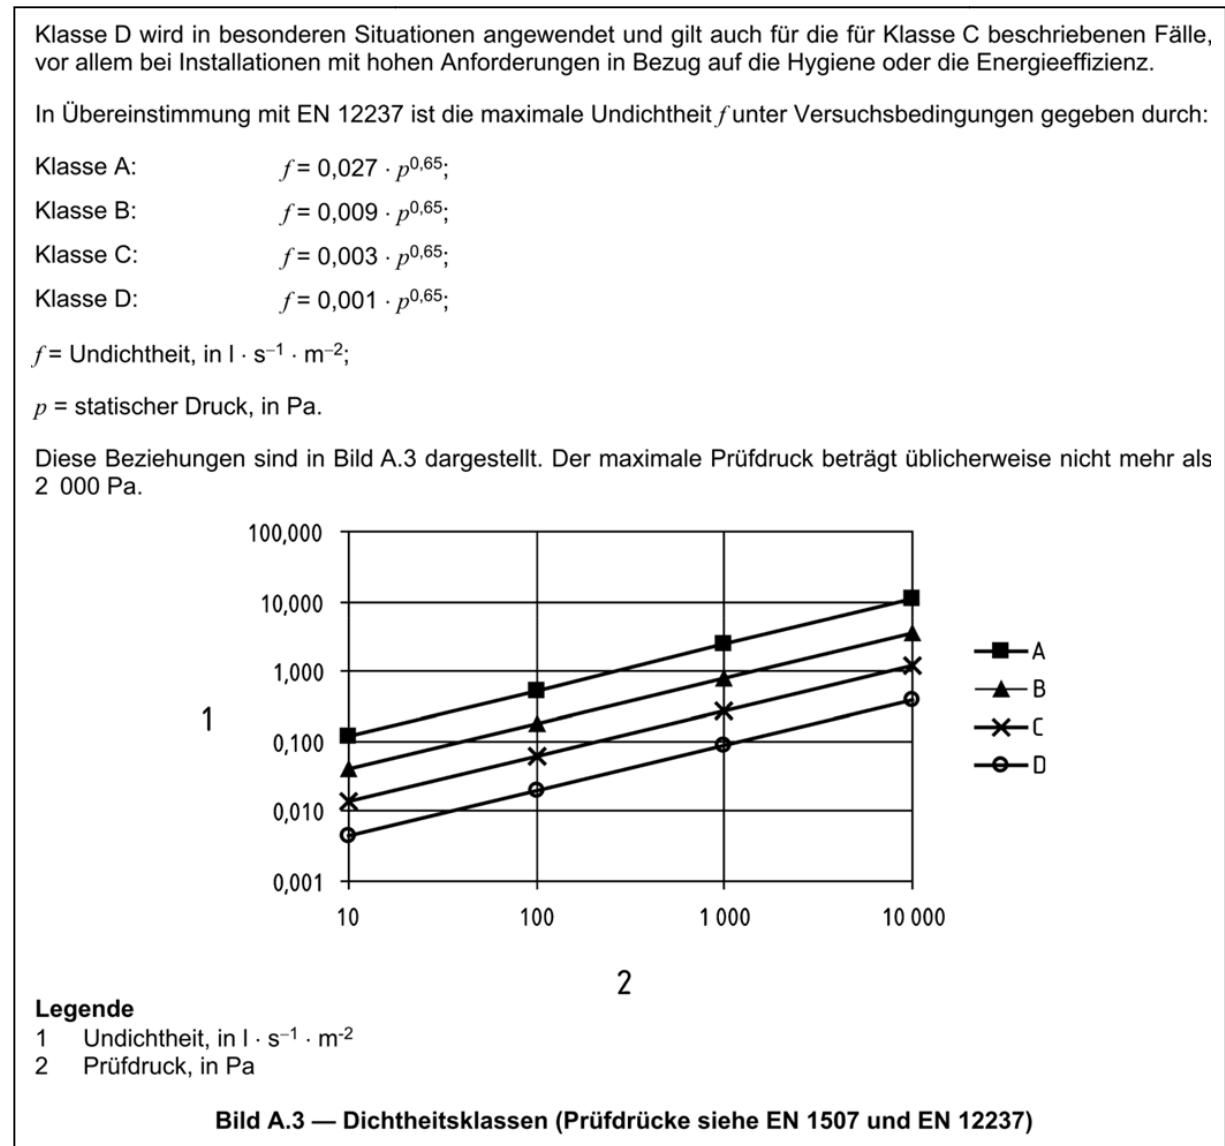 Klasse D wird in besonderen Situationen angewendet und gilt auch für die für Klasse C beschriebenen Fälle,
vor allem bei Installationen mit hohen Anforderungen in Bezug auf die Hygiene oder die Energieeffizienz.
In Übereinstimmung mit EN 12237 ist die maximale Undichtheit f unter Versuchsbedingungen gegeben durch:
Klasse A: f = 0,027 · p⁰,⁶⁵;
Klasse B: f = 0,009 · p⁰,⁶⁵;
Klasse C: f = 0,003 · p⁰,⁶⁵;
Klasse D: f = 0,001 · p⁰,⁶⁵;
f = Undichtheit, in l · s⁻¹ · m⁻²;
p = statischer Druck, in Pa.
Diese Beziehungen sind in Bild A.3 dargestellt. Der maximale Prüfdruck beträgt üblicherweise nicht mehr als
2 000 Pa.
100,000
10,000
1,000
0,100
0,010
0,001
1
10 100 1 000 10 000
2
A
B
C
D
Legende
1 Undichtheit, in l · s⁻¹ · m⁻²
2 Prüfdruck, in Pa
Bild A.3 — Dichtheitsklassen (Prüfdrücke siehe EN 1507 und EN 12237)